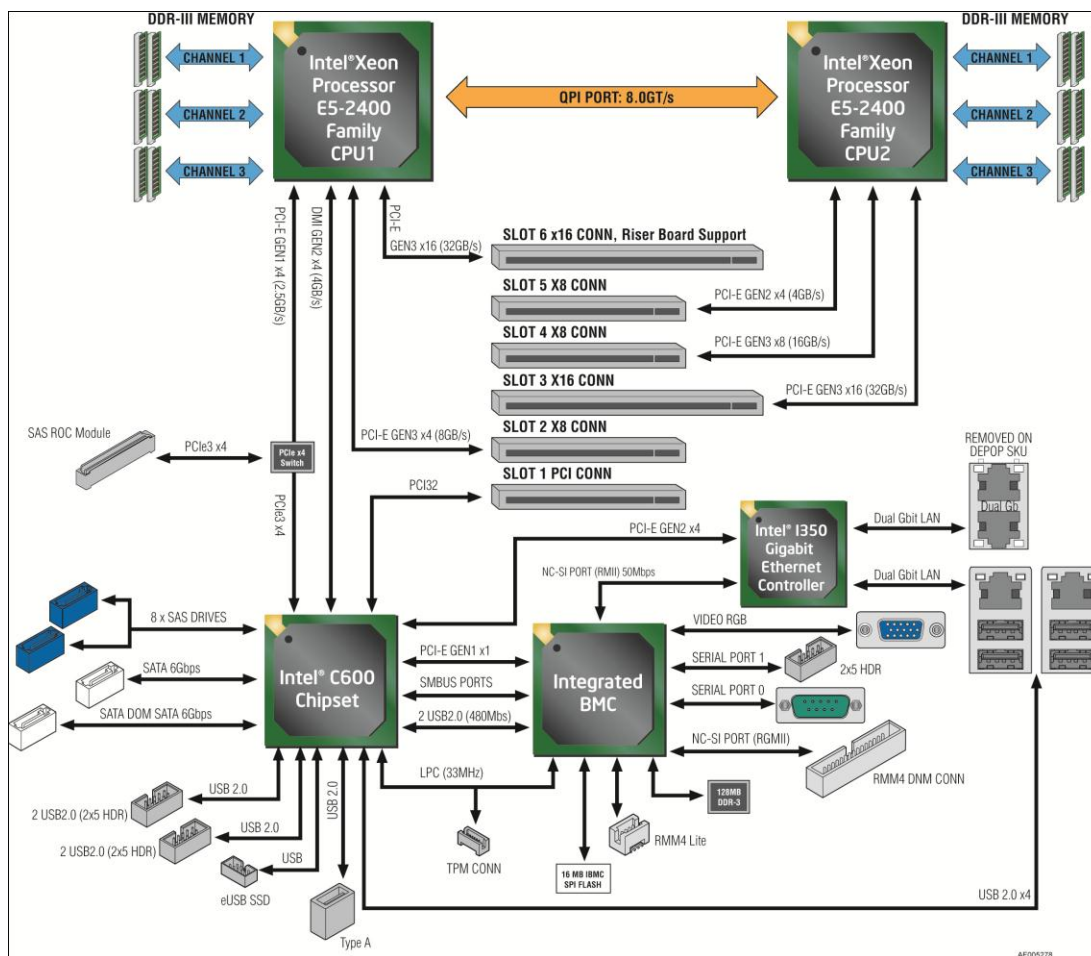 DDR-III MEMORY
DDR-III MEMORY
CHANNEL 1
CHANNEL 2
CHANNEL 3
Intel®Xeon
Processor
E5-2400
Family
CPU1
QPI PORT: 8.0GT/s
Intel®Xeon
Processor
E5-2400
Family
CPU2
CHANNEL 1
CHANNEL 2
CHANNEL 3
PCI-E GEN1 x4 (2.5GB/s)
DMI GEN2 x4 (4GB/s)
PCI-E
GEN3 x16 (32GB/s)
SLOT 6 x16 CONN, Riser Board Support
SLOT 5 X8 CONN
PCI-E GEN2 x4 (4GB/s)
SLOT 4 X8 CONN
PCI-E GEN3 x8 (16GB/s)
SLOT 3 X16 CONN
PCI-E GEN3 x16 (32GB/s)
SAS ROC Module
PCIe3 x4
PCIe x4
Switch
PCI-E GEN3 x4 (8GB/s)
SLOT 2 X8 CONN
SLOT 1 PCI CONN
PCI32
PCIe3 x4
REMOVED ON
DEPOP SKU
Dual Gb
PCI-E GEN2 x4
Intel® I350
Gigabit
Ethernet
Controller
Dual Gbit LAN
Dual Gbit LAN
NC-SI PORT (RMII) 50Mbps
8 x SAS DRIVES
SATA 6Gbps
SATA DOM SATA 6Gbps
Intel® C600
Chipset
PCI-E GEN1 x1
SMBUS PORTS
2 USB2.0 (480Mbs)
Integrated
BMC
VIDEO RGB
SERIAL PORT 1
2x5 HDR
SERIAL PORT 0
NC-SI PORT (RGMII)
RMM4 DNM CONN
LPC (33MHz)
USB 2.0
2 USB2.0 (2x5 HDR)
USB 2.0
2 USB2.0 (2x5 HDR)
USB
eUSB SSD
USB 2.0
Type A
TPM CONN
16 MB IBMC
SPI FLASH
RMM4 Lite
128MB
DDR-3
USB 2.0 x4
AF005278